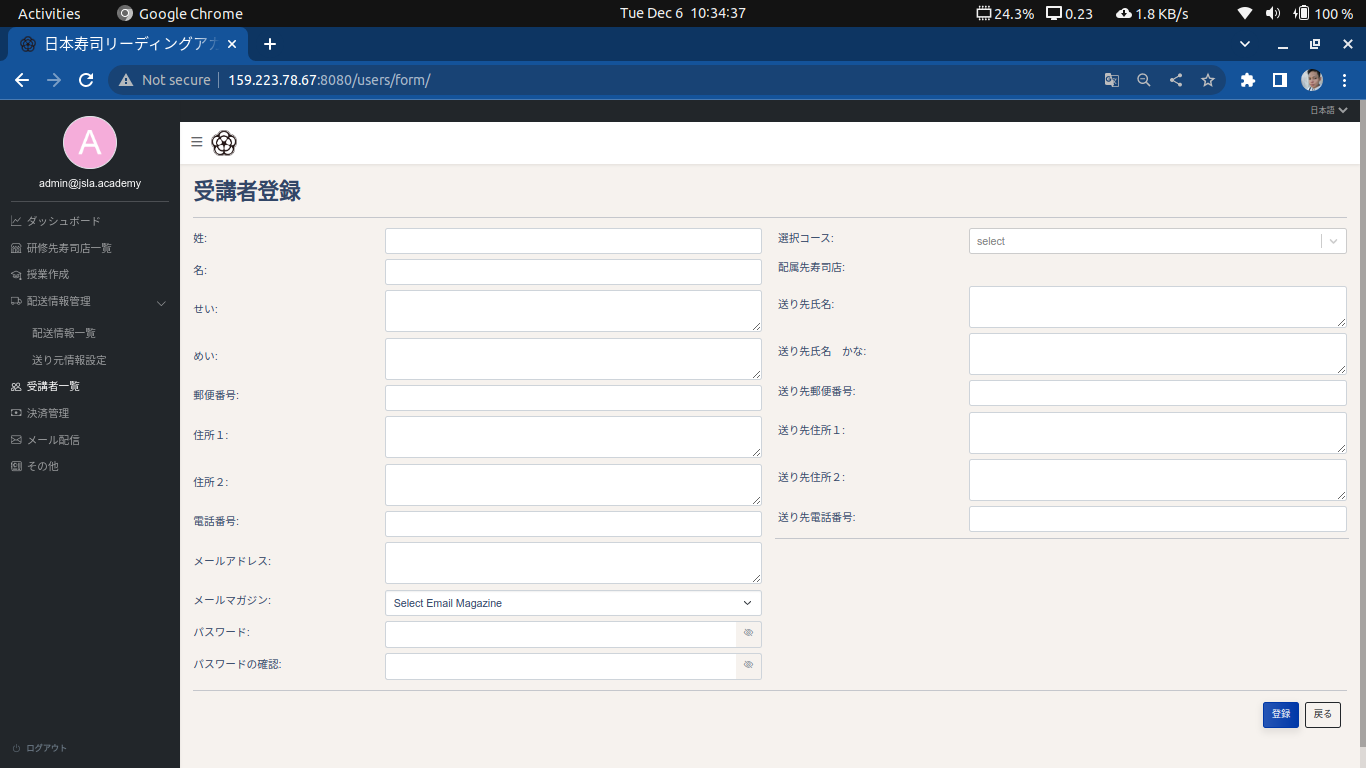 Activities
Google Chrome
Tue Dec 6 10:34:37
24.3%
0.23
1.8 KB/s
100 %
日本寿司リーディングアカ
Not secure
159.223.78.67:8080/users/form/
日本語
A
admin@jsla.academy
ダッシュボード
研修先寿司店一覧
授業作成
配送情報管理
配送情報一覧
送り元情報設定
受講者一覧
決済管理
メール配信
その他
ログアウト
受講者登録
姓:
名:
せい:
めい:
郵便番号:
住所１:
住所２:
電話番号:
メールアドレス:
メールマガジン:
Select Email Magazine
パスワード:
パスワードの確認:
選択コース:
select
配属先寿司店:
送り先氏名:
送り先氏名　かな:
送り先郵便番号:
送り先住所１:
送り先住所２:
送り先電話番号:
登録
戻る